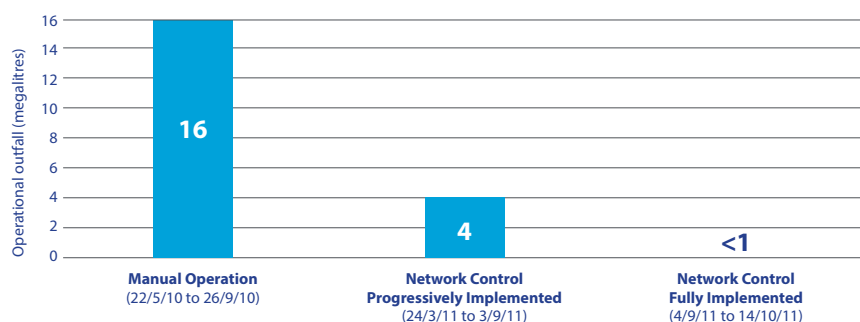 Operational outfall (megalitres)
16
14
12
10
8
6
4
2
0
16
4
<1
Manual Operation
(22/5/10 to 26/9/10)
Network Control
Progressively Implemented
(24/3/11 to 3/9/11)
Network Control
Fully Implemented
(4/9/11 to 14/10/11)